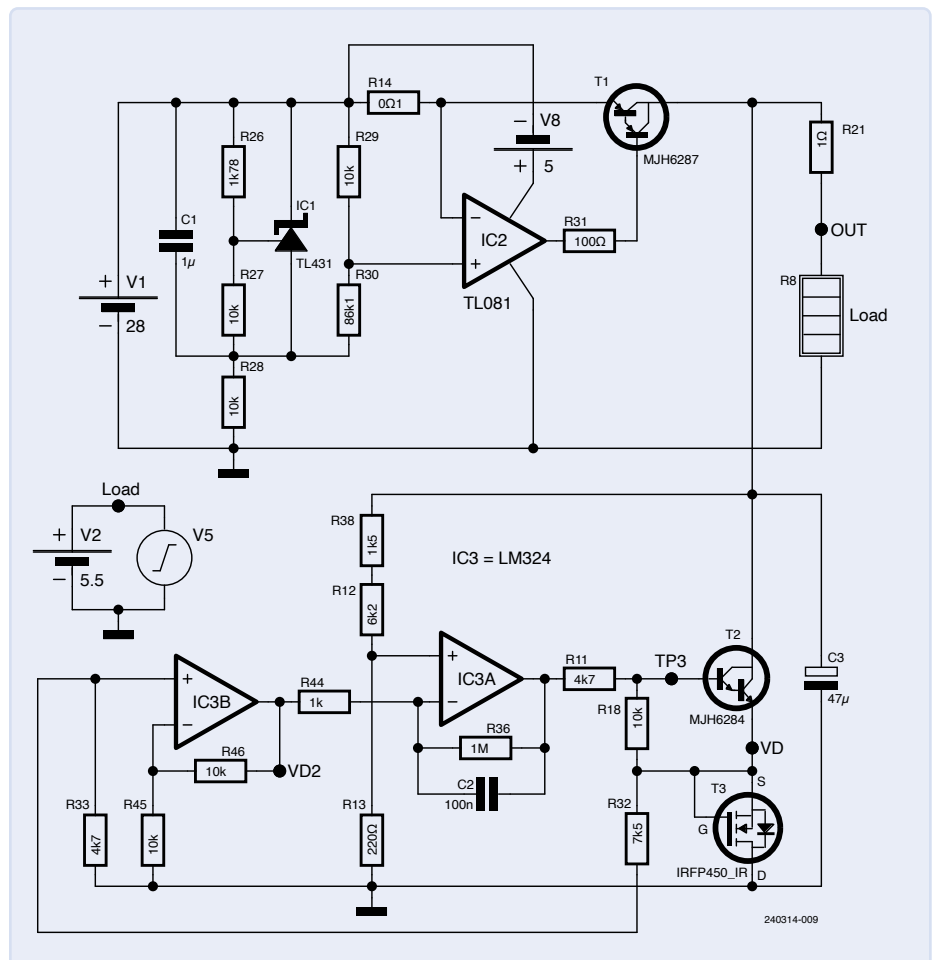 R14
0Ω1
T1
MJH6287
− V8
+ 5
R26
1k78
R29
10k
R21
1Ω
C1
1µ
IC1
TL431
−
IC2
+
TL081
R31
100Ω
OUT
R27
10k
R30
86k1
+ V1
− 28
R8
Load
R28
10k
Load
+ V2
− 5.5
V5
R38
1k5
R12
6k2
IC3 = LM324
+
IC3B
−
R44
1k
+
IC3A
−
R11
4k7
TP3
T2
MJH6284
C3
47µ
R18
10k
R36
1M
C2
100n
R46
10k
VD2
VD
R33
4k7
R45
10k
R13
220Ω
R32
7k5
T3
S
G
D
IRFP450_IR
240314-009